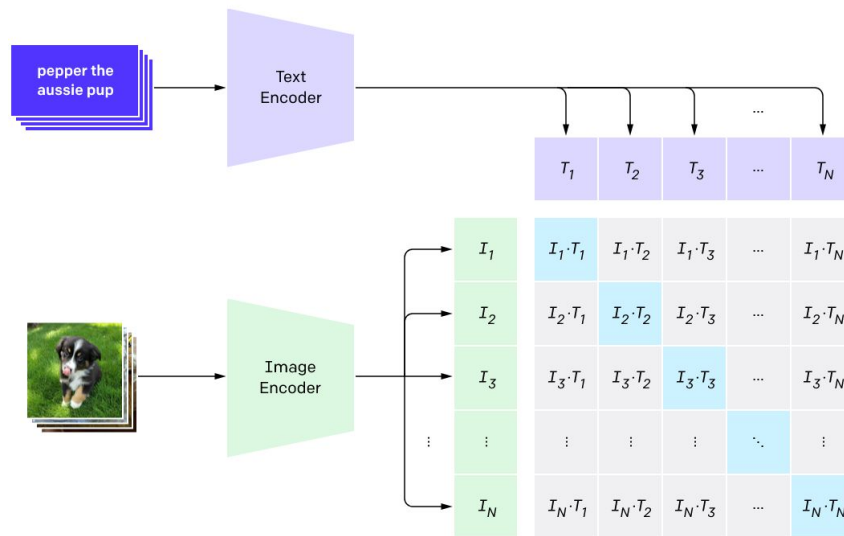 pepper the
aussie pup
Text
Encoder
...
T1 T2 T3 ... TN
I1 I1·T1 I1·T2 I1·T3 ... I1·TN
I2 I2·T1 I2·T2 I2·T3 ... I2·TN
Image
Encoder
I3 I3·T1 I3·T2 I3·T3 ... I3·TN
⋮ ⋮ ⋮ ⋮ ⋮ ⋱ ⋮
IN IN·T1 IN·T2 IN·T3 ... IN·TN